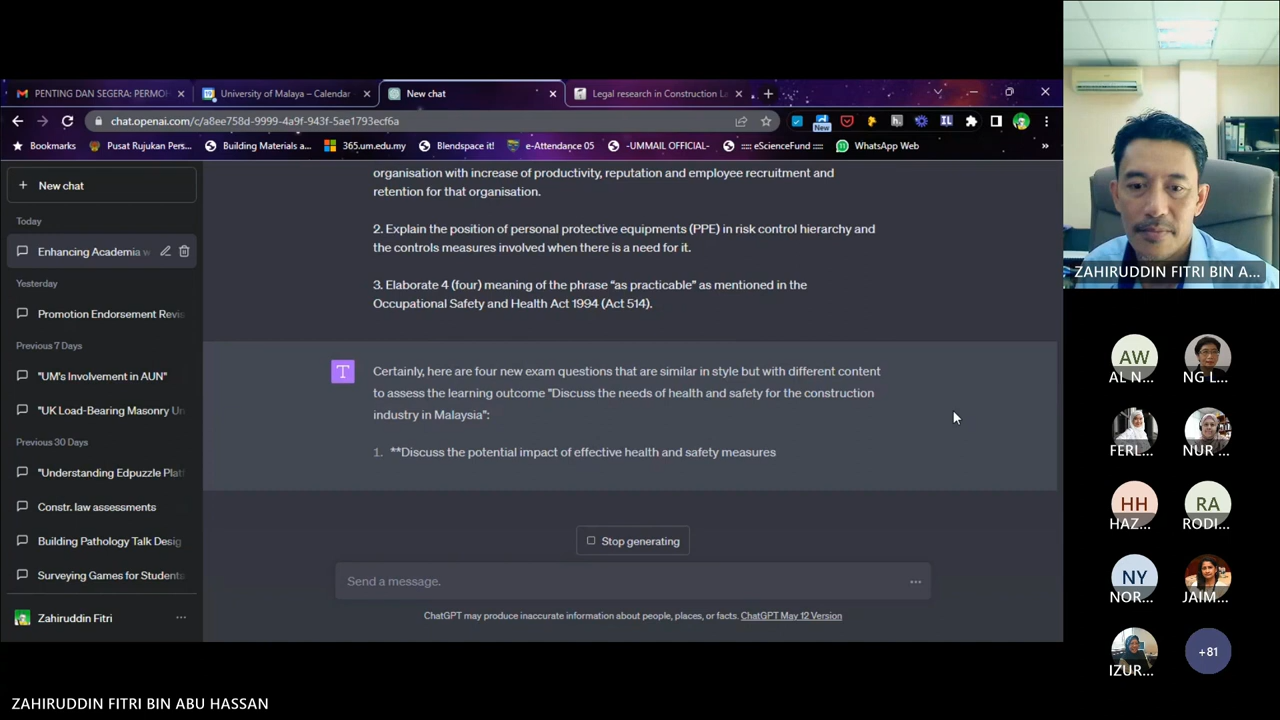 PENTING DAN SEGERA: PERMOH
University of Malaya – Calendar
New chat
Legal research in Construction La
chat.openai.com/c/a8ee758d-9999-4a9f-943f-5ae1793ecf6a
New
IL
Bookmarks
Pusat Rujukan Pers...
Building Materials a...
365.um.edu.my
Blendspace it!
e-Attendance 05
-UMMAIL OFFICIAL-
::::: eScienceFund :::::
WhatsApp Web
New chat
Today
Enhancing Academia w
Yesterday
Promotion Endorsement Revis
Previous 7 Days
"UM's Involvement in AUN"
"UK Load-Bearing Masonry Un
Previous 30 Days
"Understanding Edpuzzle Platf
Constr. law assessments
Building Pathology Talk Desig
Surveying Games for Students
Zahiruddin Fitri
organisation with increase of productivity, reputation and employee recruitment and
retention for that organisation.
2. Explain the position of personal protective equipments (PPE) in risk control hierarchy and
the controls measures involved when there is a need for it.
3. Elaborate 4 (four) meaning of the phrase “as practicable” as mentioned in the
Occupational Safety and Health Act 1994 (Act 514).
T
Certainly, here are four new exam questions that are similar in style but with different content
to assess the learning outcome "Discuss the needs of health and safety for the construction
industry in Malaysia":
1. **Discuss the potential impact of effective health and safety measures
Stop generating
Send a message.
ChatGPT may produce inaccurate information about people, places, or facts. ChatGPT May 12 Version
ZAHIRUDDIN FITRI BIN A...
AW
AL N...
NG L...
FERL...
NUR ...
HH
HAZ...
RA
RODI...
NY
NOR...
JAIM...
IZUR...
+81
ZAHIRUDDIN FITRI BIN ABU HASSAN